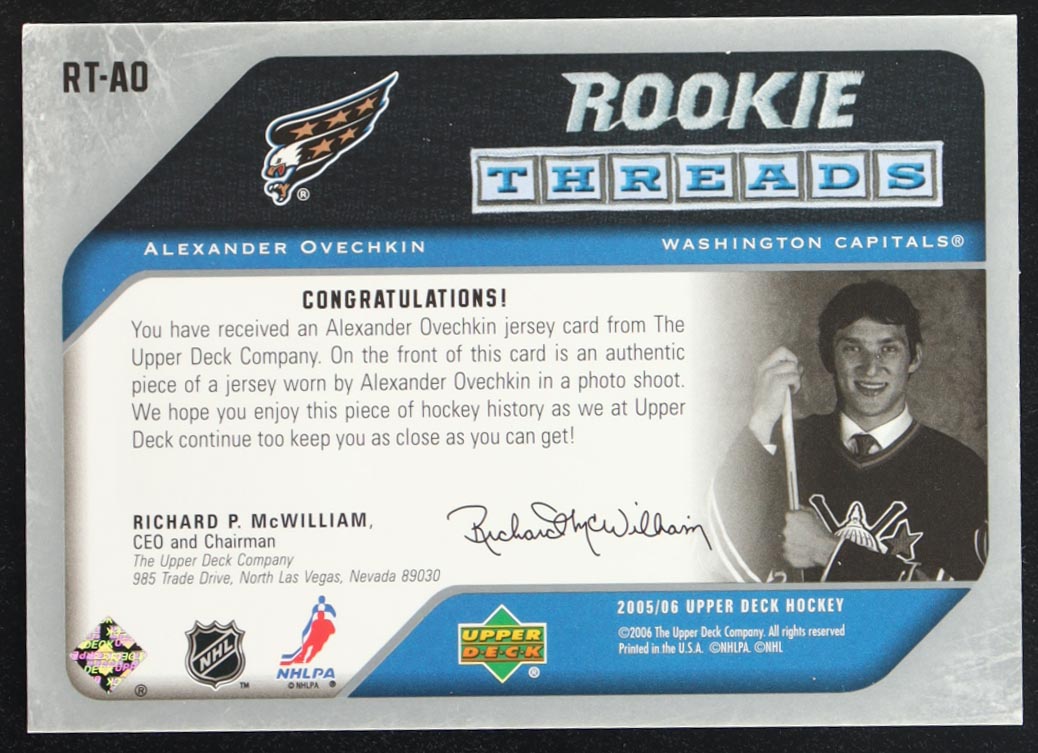 RT-AO
ROOKIE
THREADS
®
ALEXANDER OVECHKIN
WASHINGTON CAPITALS®
CONGRATULATIONS!
You have received an Alexander Ovechkin jersey card from The
Upper Deck Company. On the front of this card is an authentic
piece of a jersey worn by Alexander Ovechkin in a photo shoot.
We hope you enjoy this piece of hockey history as we at Upper
Deck continue too keep you as close as you can get!
RICHARD P. McWILLIAM,
CEO and Chairman
The Upper Deck Company
985 Trade Drive, North Las Vegas, Nevada 89030
Richard McWilliam
®
NHL
™
NHLPA
© NHLPA ®
UPPER
DECK
®
2005/06 UPPER DECK HOCKEY
©2006 The Upper Deck Company. All rights reserved
Printed in the U.S.A. ©NHLPA. ©NHL